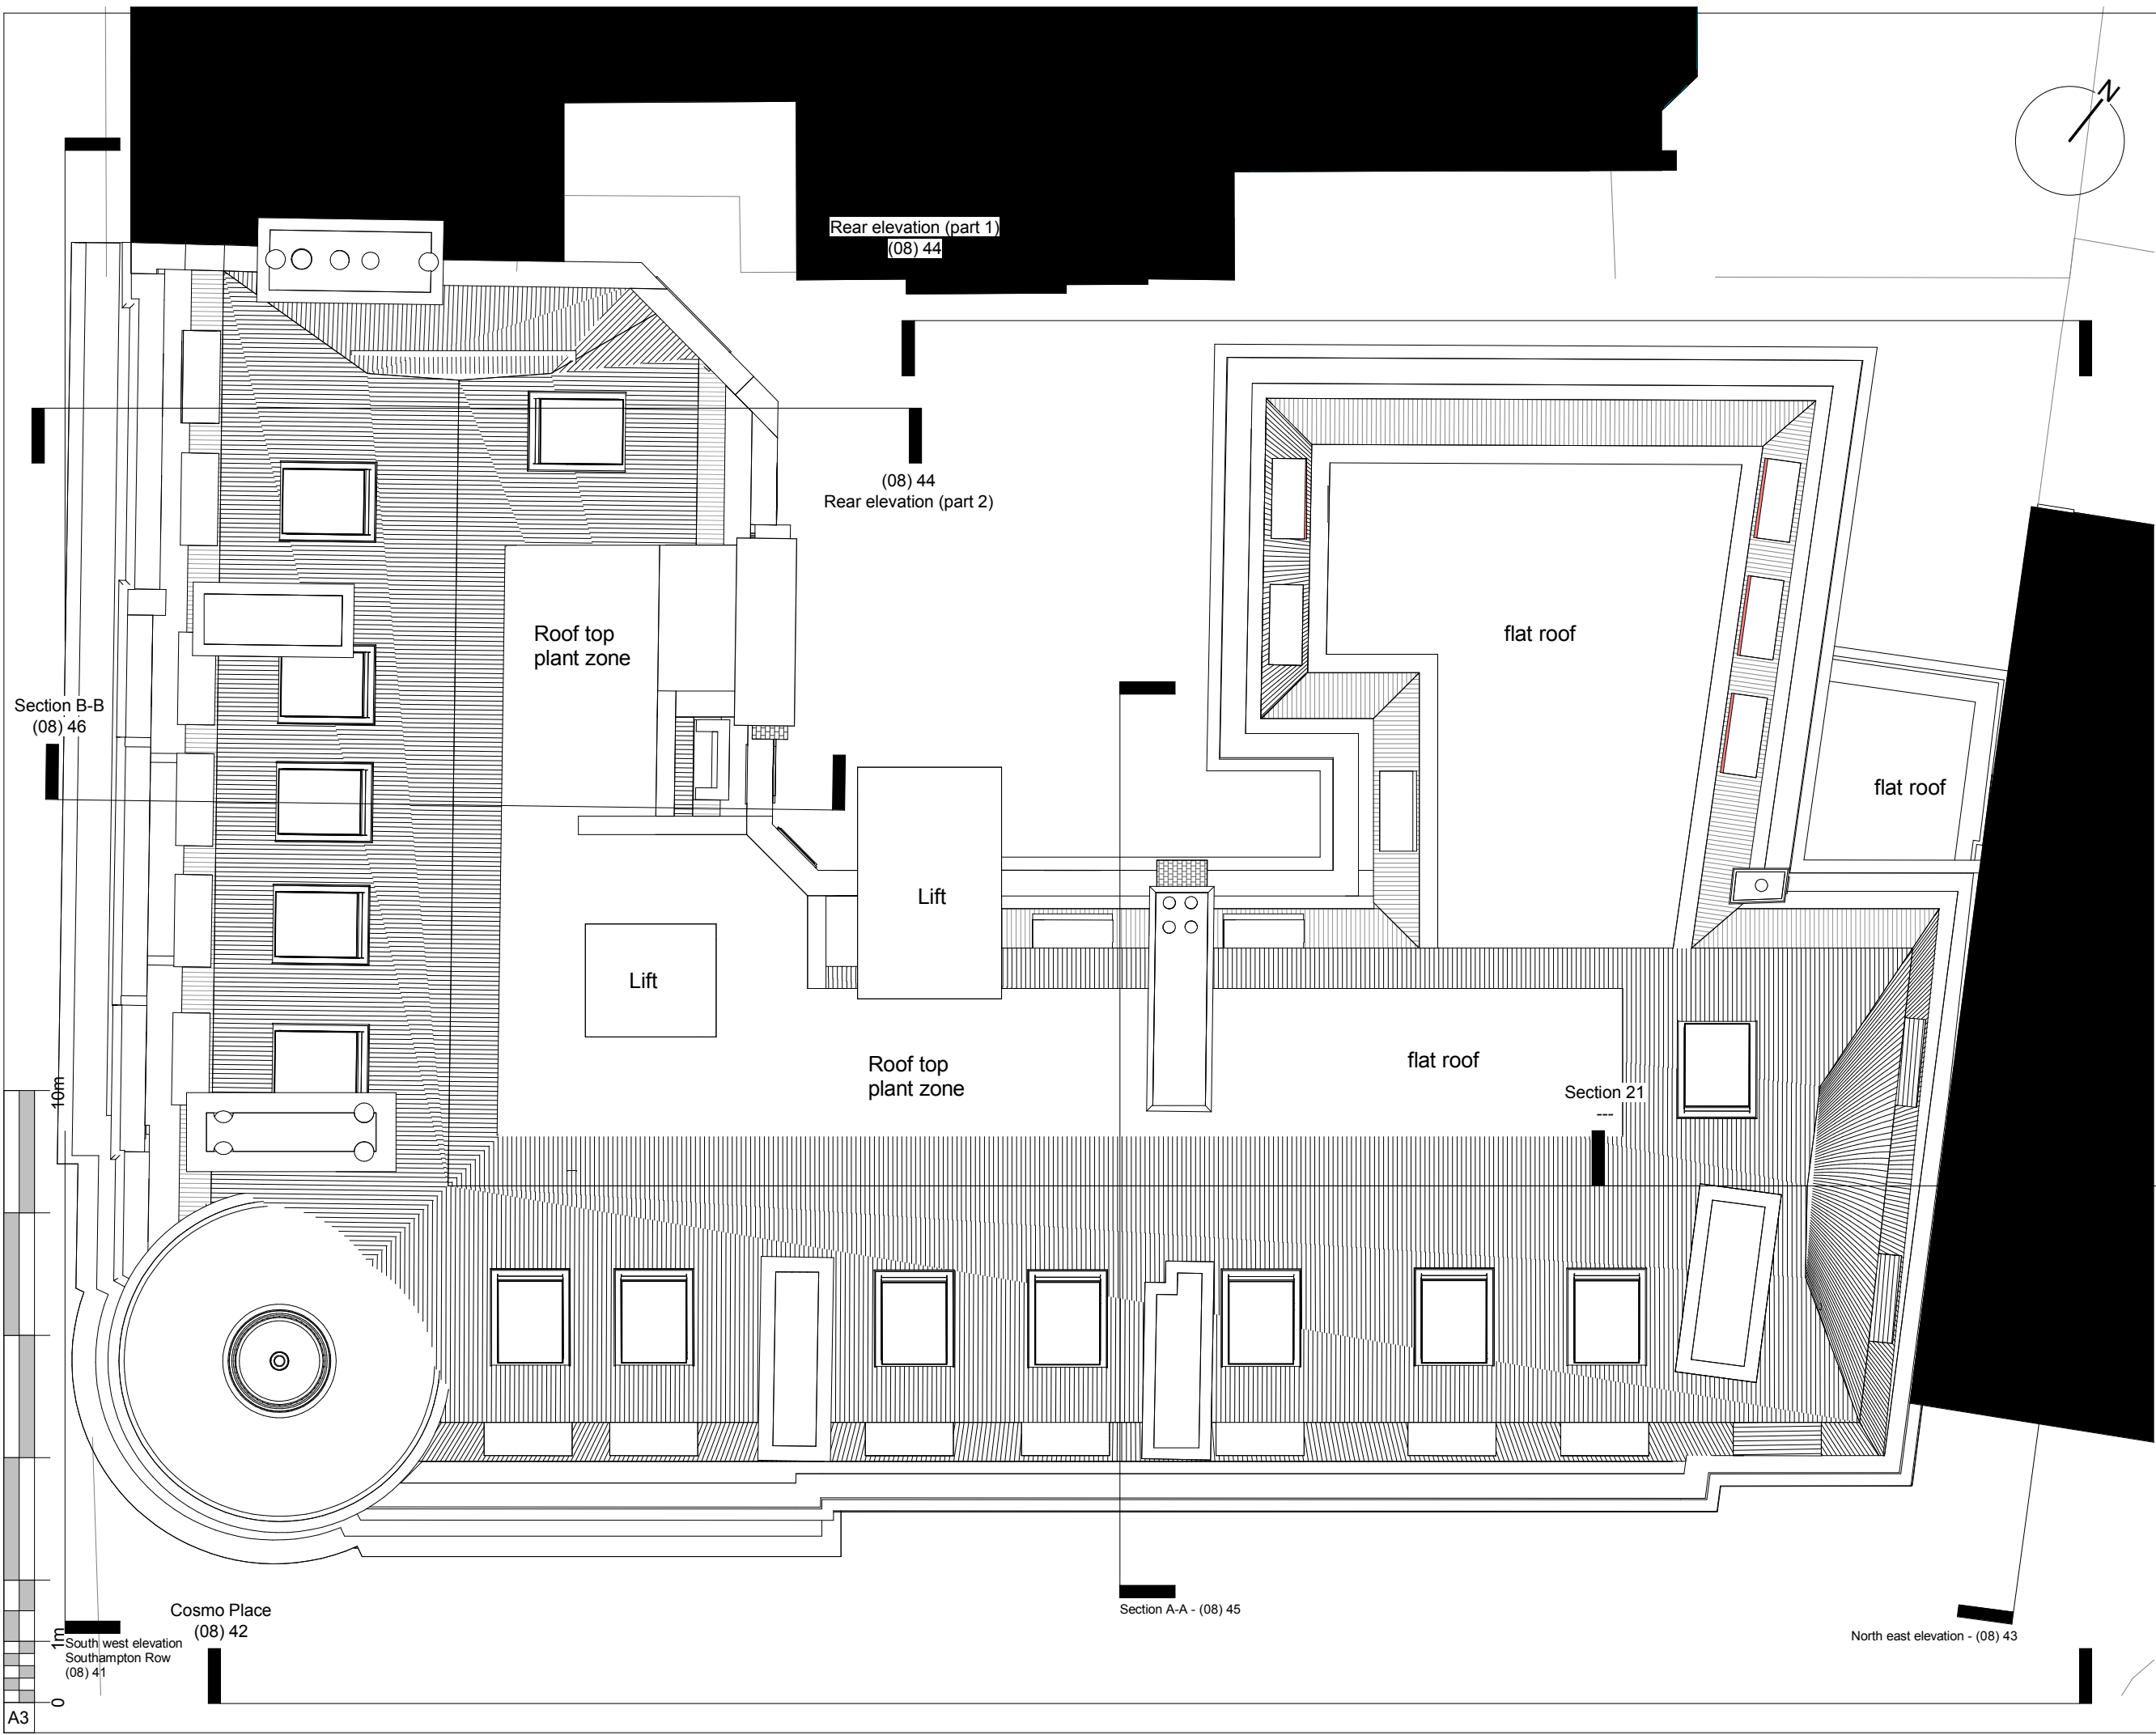 N
Rear elevation (part 1)
(08) 44
(08) 44
Rear elevation (part 2)
Roof top
plant zone
flat roof
Section B-B
(08) 46
flat roof
Lift
Lift
Roof top
plant zone
flat roof
Section 21
---
10m
Cosmo Place
(08) 42
Section A-A - (08) 45
North east elevation - (08) 43
1m
South west elevation
Southampton Row
(08) 41
0
A3